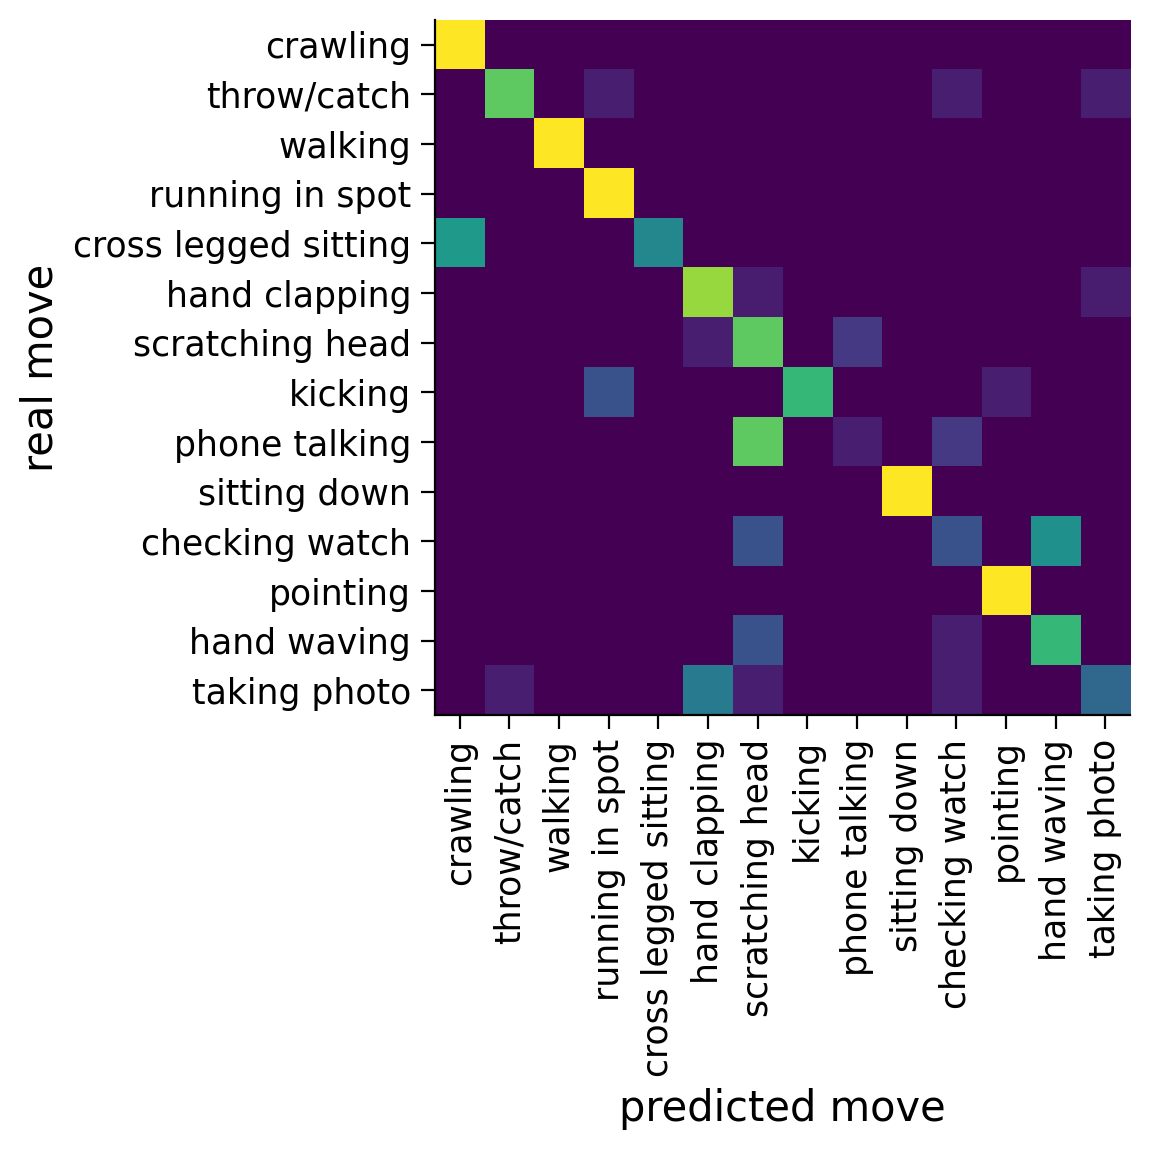 crawling
throw/catch
walking
running in spot
cross legged sitting
hand clapping
scratching head
kicking
phone talking
sitting down
checking watch
pointing
hand waving
taking photo
real move
crawling
throw/catch
walking
running in spot
cross legged sitting
hand clapping
scratching head
kicking
phone talking
sitting down
checking watch
pointing
hand waving
taking photo
predicted move